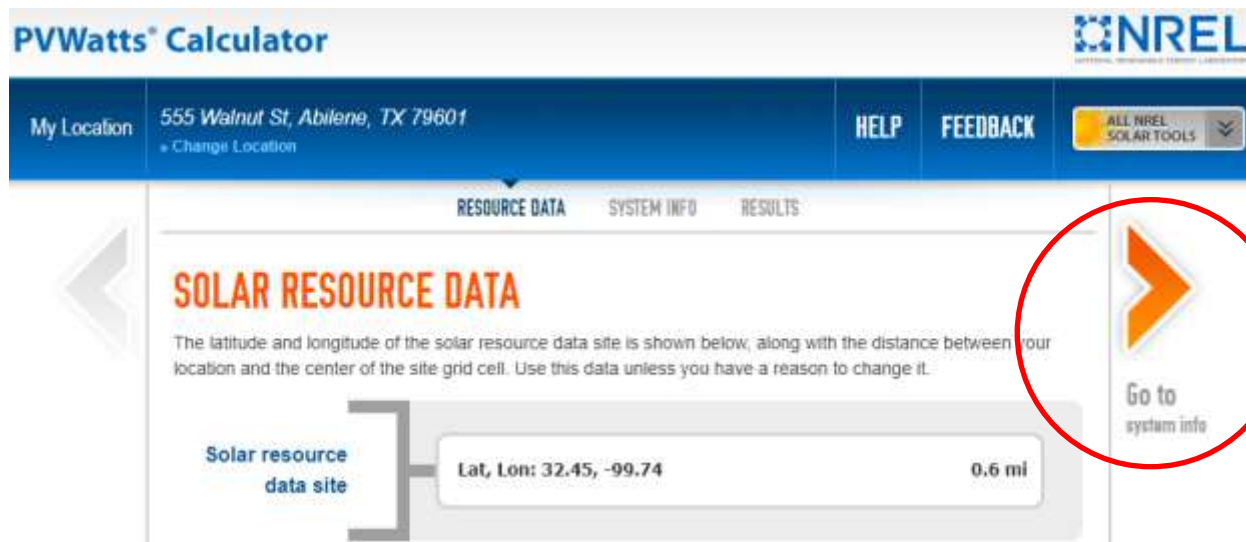 PVWatts® Calculator
NREL
My Location
555 Walnut St, Abilene, TX 79601
» Change Location
HELP
FEEDBACK
ALL NREL
SOLAR TOOLS
RESOURCE DATA
SYSTEM INFO
RESULTS
SOLAR RESOURCE DATA
The latitude and longitude of the solar resource data site is shown below, along with the distance between your
location and the center of the site grid cell. Use this data unless you have a reason to change it.
Go to
system info
Solar resource
data site
Lat, Lon: 32.45, -99.74
0.6 mi